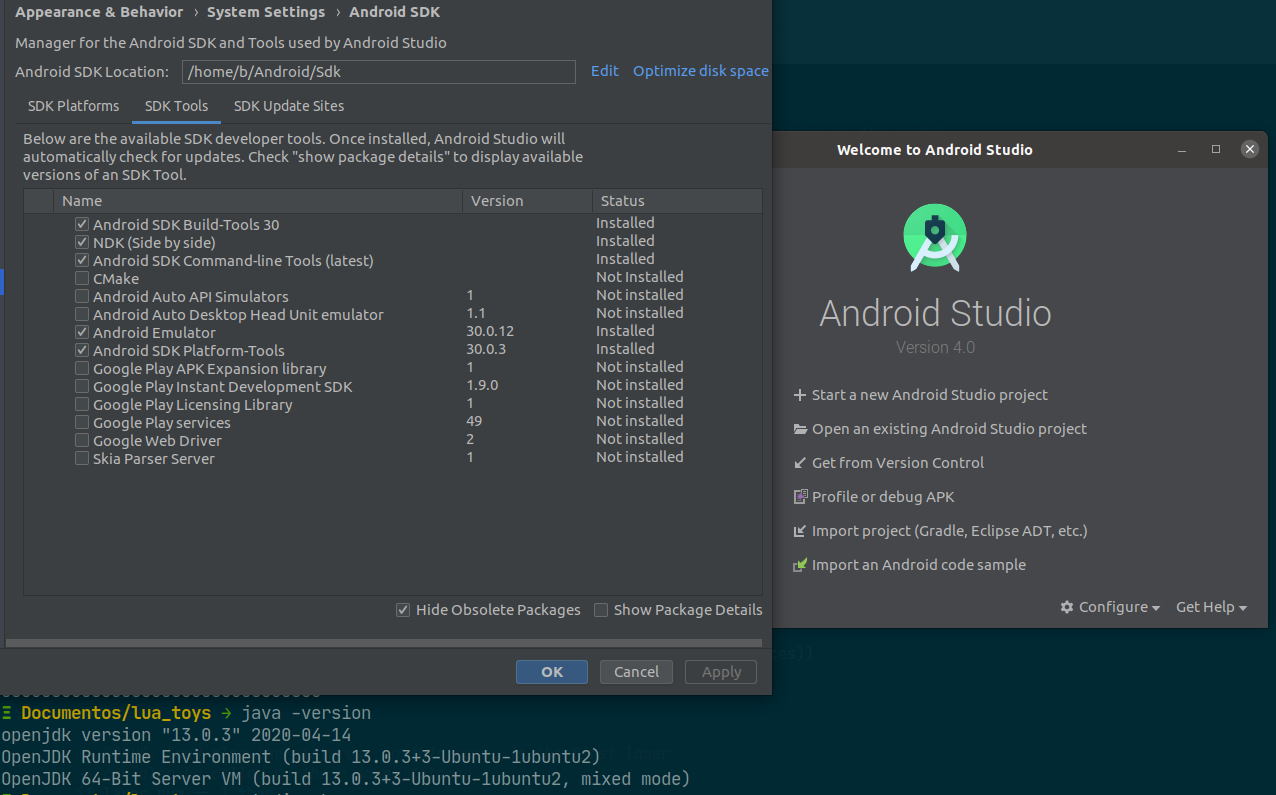 Appearance & Behavior › System Settings › Android SDK
Manager for the Android SDK and Tools used by Android Studio
Android SDK Location: /home/b/Android/Sdk Edit Optimize disk space
SDK Platforms SDK Tools SDK Update Sites
Below are the available SDK developer tools. Once installed, Android Studio will
automatically check for updates. Check "show package details" to display available
versions of an SDK Tool.
Name Version Status
Android SDK Build-Tools 30 Installed
NDK (Side by side) Installed
Android SDK Command-line Tools (latest) Installed
CMake Not Installed
Android Auto API Simulators 1 Not installed
Android Auto Desktop Head Unit emulator 1.1 Not installed
Android Emulator 30.0.12 Installed
Android SDK Platform-Tools 30.0.3 Installed
Google Play APK Expansion library 1 Not installed
Google Play Instant Development SDK 1.9.0 Not installed
Google Play Licensing Library 1 Not installed
Google Play services 49 Not installed
Google Web Driver 2 Not installed
Skia Parser Server 1 Not installed
Hide Obsolete Packages Show Package Details
OK Cancel Apply
Welcome to Android Studio
Android Studio
Version 4.0
Start a new Android Studio project
Open an existing Android Studio project
Get from Version Control
Profile or debug APK
Import project (Gradle, Eclipse ADT, etc.)
Import an Android code sample
Configure Get Help
Ξ Documentos/lua_toys → java -version
openjdk version "13.0.3" 2020-04-14
OpenJDK Runtime Environment (build 13.0.3+3-Ubuntu-1ubuntu2)
OpenJDK 64-Bit Server VM (build 13.0.3+3-Ubuntu-1ubuntu2, mixed mode)